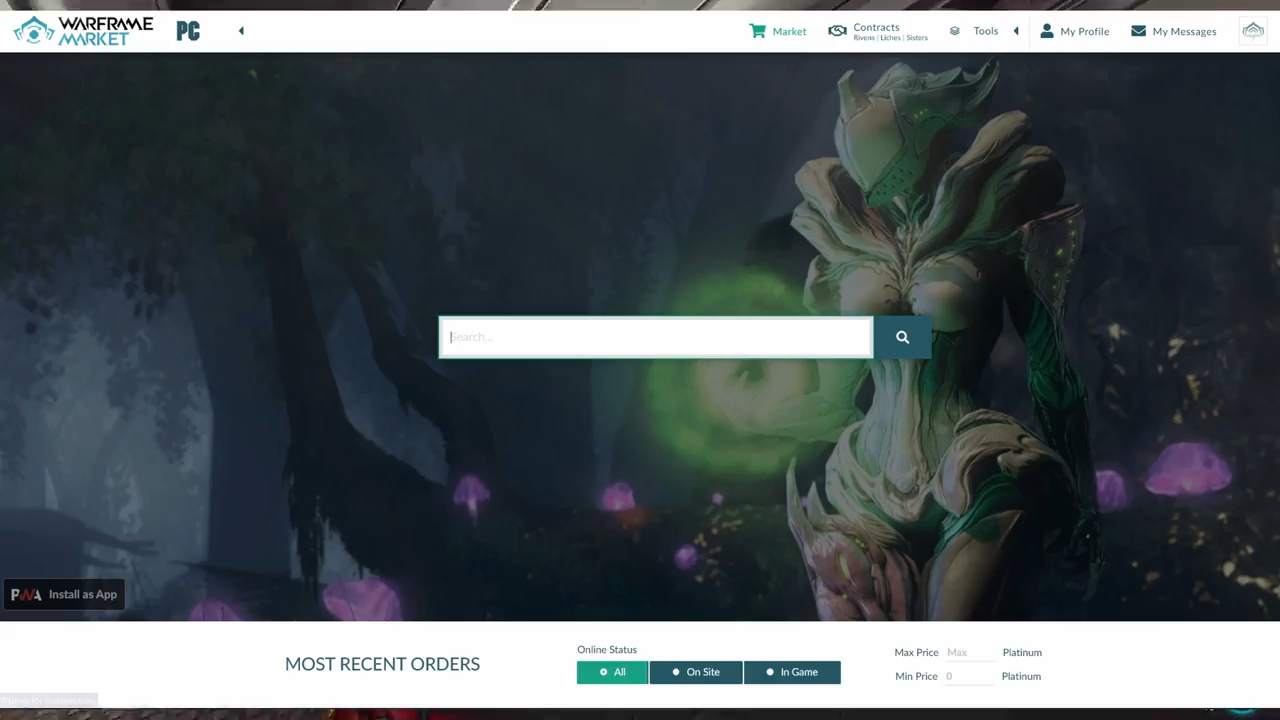 WARFRAME
MARKET
PC
Market
Contracts
Rivens | Liches | Sisters
Tools
My Profile
My Messages
Search...
PWA Install as App
MOST RECENT ORDERS
Online Status
All
On Site
In Game
Max Price Max Platinum
Min Price 0 Platinum